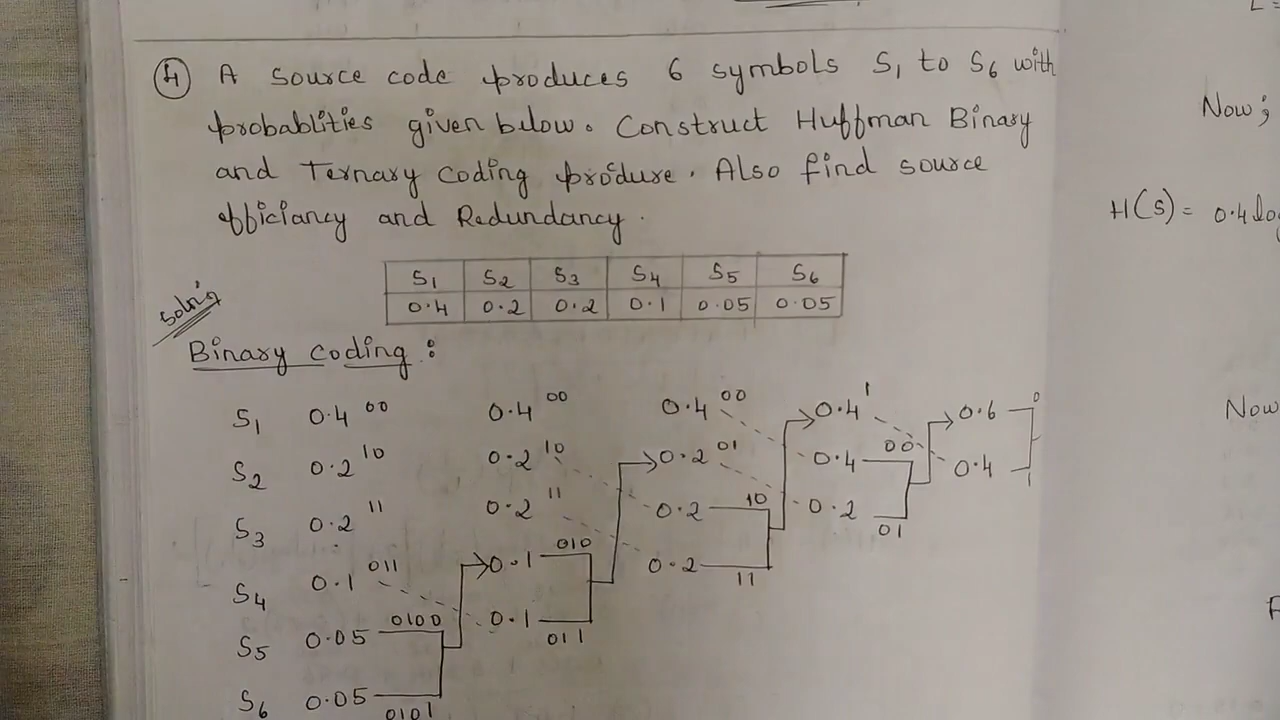 L =
④ A source code produces 6 symbols S1 to S6 with
probablities given below. Construct Huffman Binary
and Ternary Coding produre. Also find source
efficiancy and Redundancy.
S1 S2 S3 S4 S5 S6
0.4 0.2 0.2 0.1 0.05 0.05
Soln
Binary Coding :
S1 0.4 00 0.4 00 0.4 00 0.4 1 0.6 0
S2 0.2 10 0.2 10 0.2 01 0.4 00 0.4 1
S3 0.2 11 0.2 11 0.2 10 0.2 01
S4 0.1 011 0.1 010 0.2 11
S5 0.05 0100 0.1 011
S6 0.05 0101
Now;
H(S) = 0.4 lo
Now